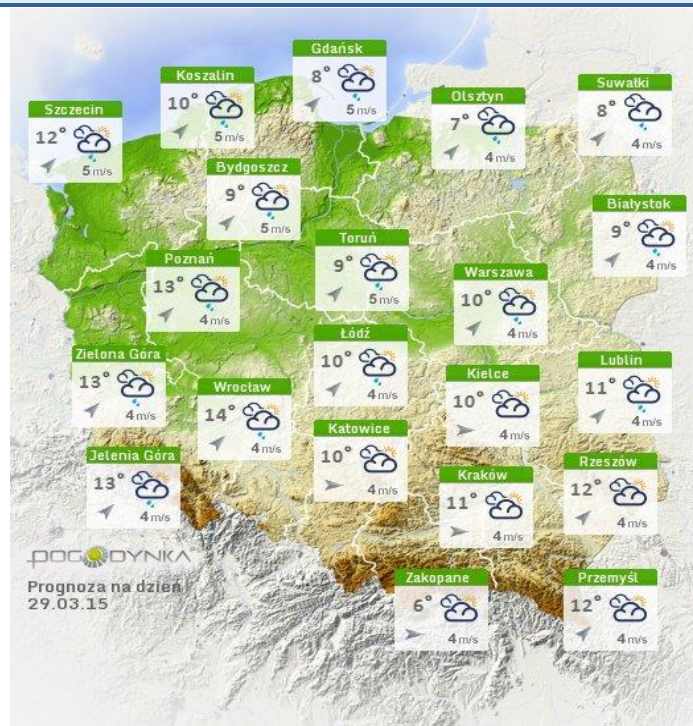 Gdańsk
8°
5 m/s
Koszalin
10°
5 m/s
Szczecin
12°
5 m/s
Olsztyn
7°
4 m/s
Suwałki
8°
4 m/s
Bydgoszcz
9°
5 m/s
Białystok
9°
4 m/s
Toruń
9°
5 m/s
Poznań
13°
4 m/s
Warszawa
10°
4 m/s
Łódź
10°
4 m/s
Zielona Góra
13°
4 m/s
Wrocław
14°
4 m/s
Kielce
10°
4 m/s
Lublin
11°
4 m/s
Katowice
10°
4 m/s
Jelenia Góra
13°
4 m/s
Kraków
11°
4 m/s
Rzeszów
12°
4 m/s
POGODYNKA
Prognoza na dzień
29.03.15
Zakopane
6°
4 m/s
Przemyśl
12°
4 m/s